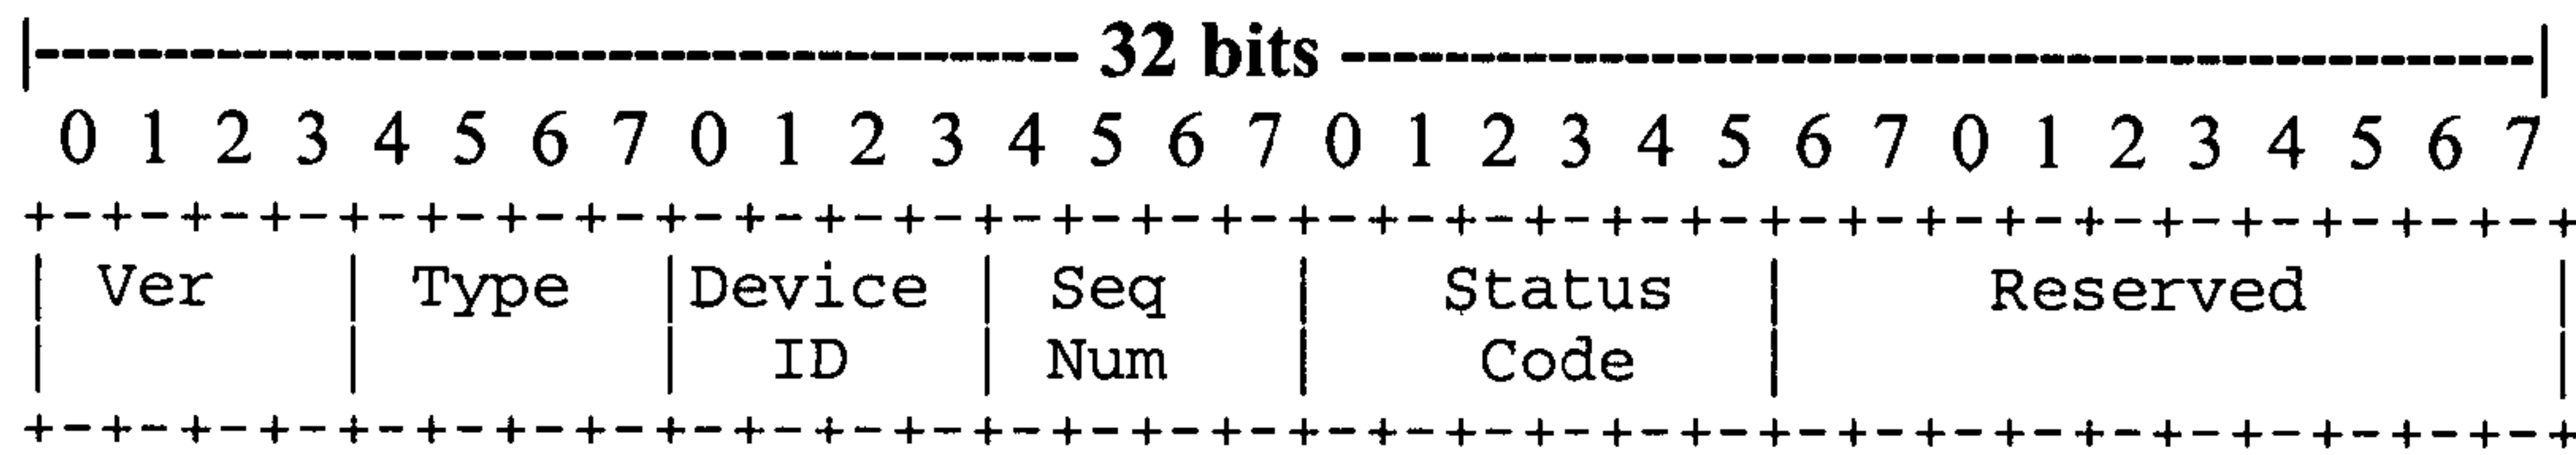 |---------------------------------------- 32 bits ----------------------------------------------|
0 1 2 3 4 5 6 7 0 1 2 3 4 5 6 7 0 1 2 3 4 5 6 7 0 1 2 3 4 5 6 7
+-+-+-+-+-+-+-+-+-+-+-+-+-+-+-+-+-+-+-+-+-+-+-+-+-+-+-+-+-+-+-+-+
| Ver | Type |Device | Seq | Status | Reserved |
| | | ID | Num | Code | |
+-+-+-+-+-+-+-+-+-+-+-+-+-+-+-+-+-+-+-+-+-+-+-+-+-+-+-+-+-+-+-+-+